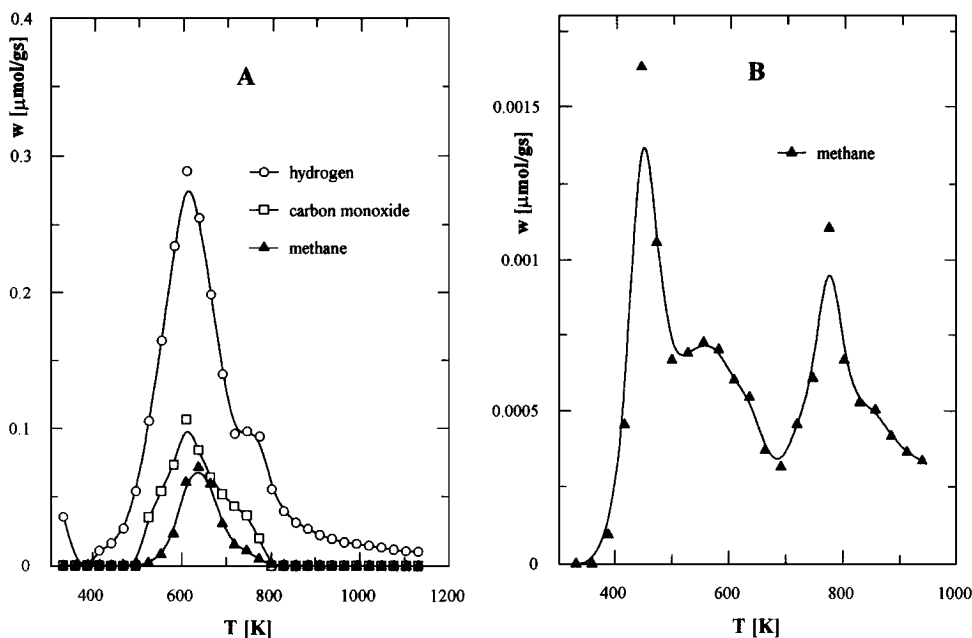 A
w [μmol/gs]
0.4
0.3
0.2
0.1
0
hydrogen
carbon monoxide
methane
400 600 800 1000 1200
T [K]
B
w [μmol/gs]
0.0015
0.001
0.0005
0
methane
400 600 800 1000
T [K]